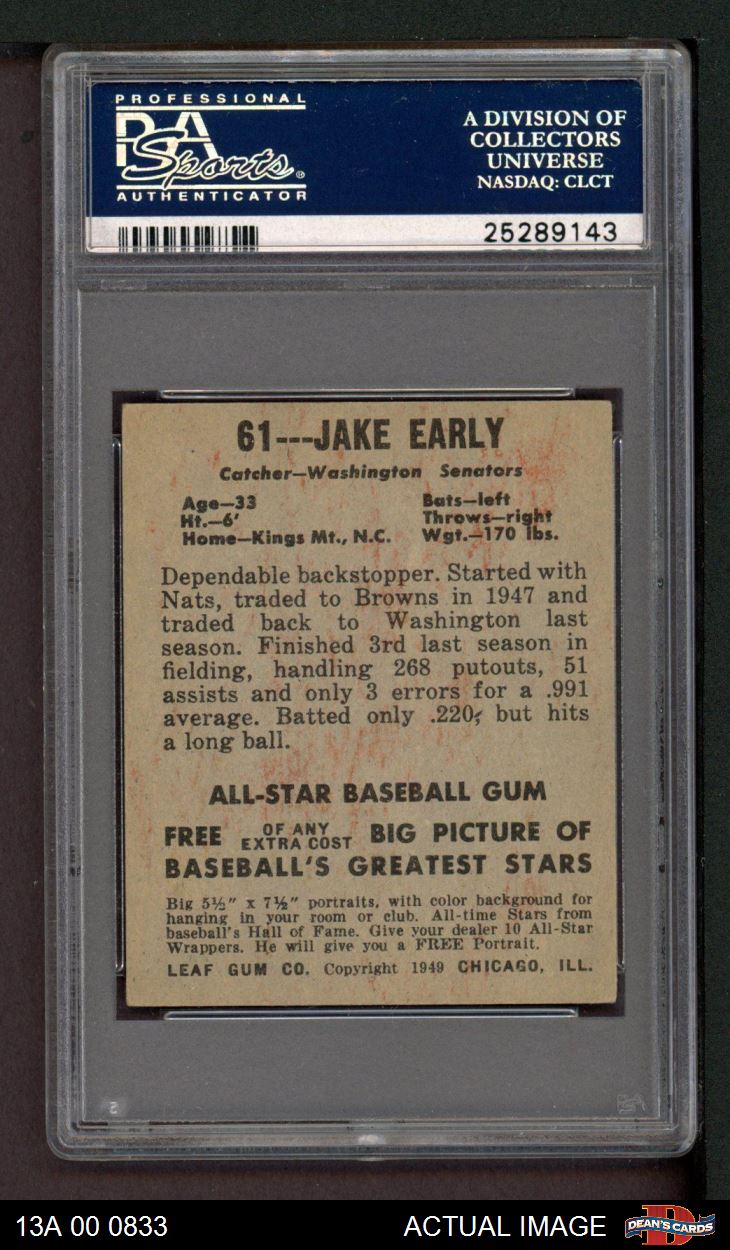 PROFESSIONAL
PSA
Sports®
AUTHENTICATOR
A DIVISION OF
COLLECTORS
UNIVERSE
NASDAQ: CLCT
25289143
61---JAKE EARLY
Catcher—Washington Senators
Age—33 Bats—left
Ht.—6' Throws—right
Home—Kings Mt., N.C. Wgt.—170 lbs.
Dependable backstopper. Started with
Nats, traded to Browns in 1947 and
traded back to Washington last
season. Finished 3rd last season in
fielding, handling 268 putouts, 51
assists and only 3 errors for a .991
average. Batted only .220; but hits
a long ball.
ALL-STAR BASEBALL GUM
FREE OF ANY EXTRA COST BIG PICTURE OF
BASEBALL'S GREATEST STARS
Big 5½" x 7½" portraits, with color background for
hanging in your room or club. All-time Stars from
baseball's Hall of Fame. Give your dealer 10 All-Star
Wrappers. He will give you a FREE Portrait.
LEAF GUM CO. Copyright 1949 CHICAGO, ILL.
13A 00 0833
ACTUAL IMAGE
DEAN'S CARDS